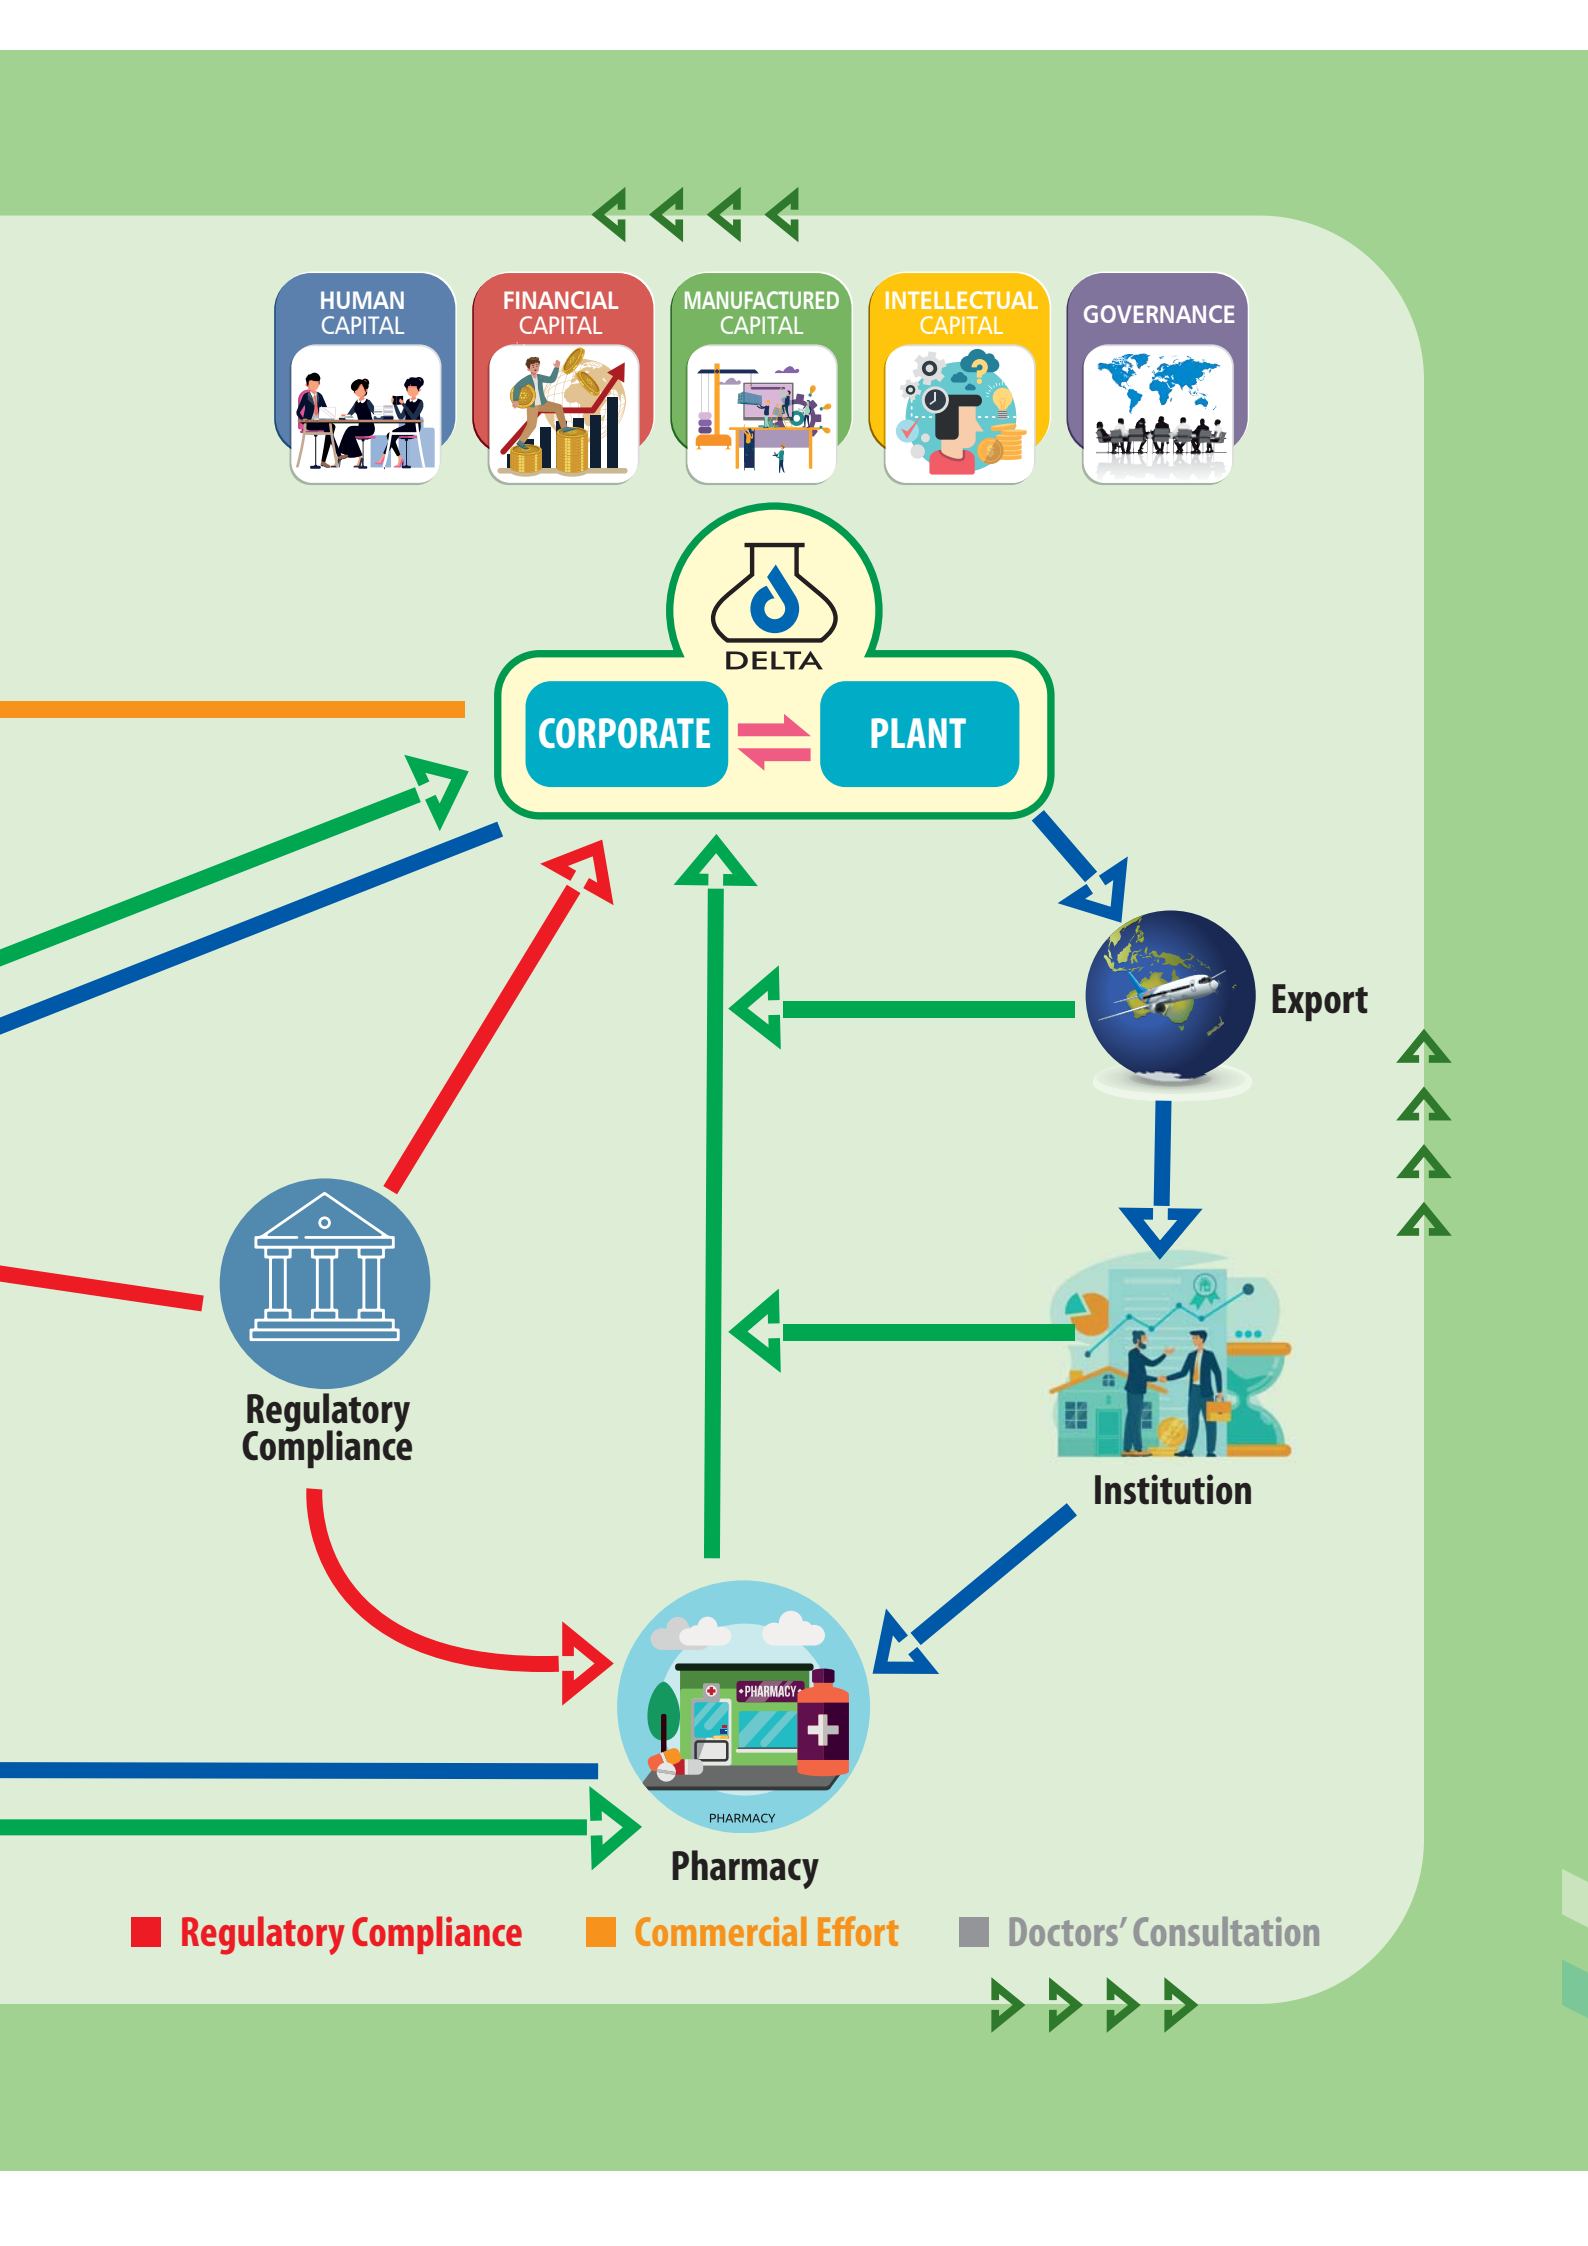 HUMAN
CAPITAL
FINANCIAL
CAPITAL
MANUFACTURED
CAPITAL
INTELLECTUAL
CAPITAL
GOVERNANCE
DELTA
CORPORATE
PLANT
Export
Regulatory
Compliance
Institution
PHARMACY
PHARMACY
Pharmacy
Regulatory Compliance
Commercial Effort
Doctors’ Consultation